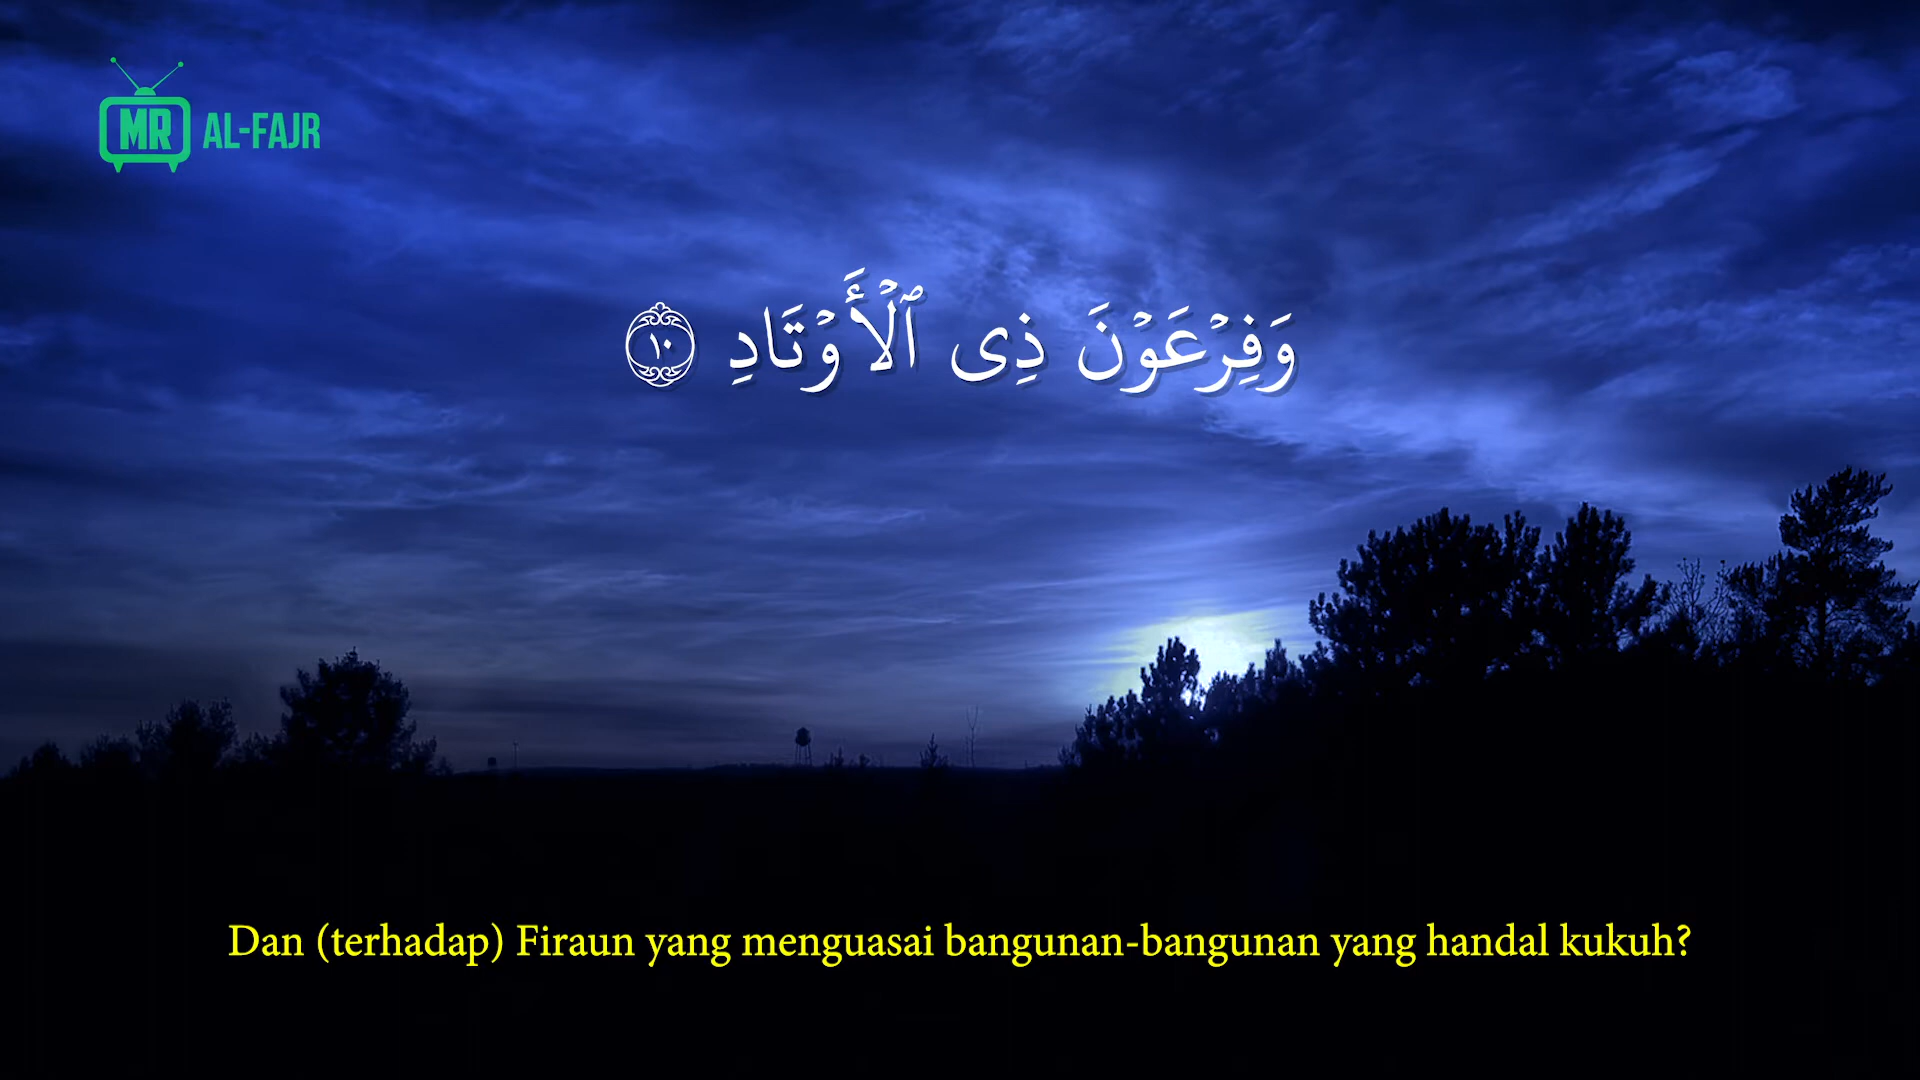 MR AL-FAJR
وَفِرۡعَوۡنَ ذِى ٱلۡأَوۡتَادِ ١٠
Dan (terhadap) Firaun yang menguasai bangunan-bangunan yang handal kukuh?